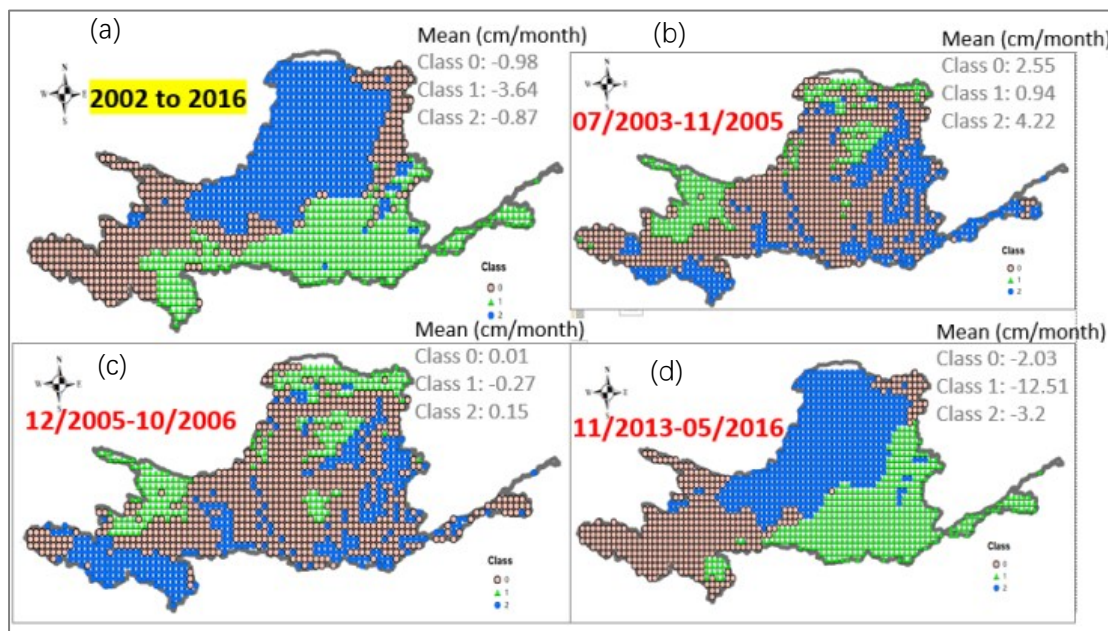 (a)
Mean (cm/month)
Class 0: -0.98
Class 1: -3.64
Class 2: -0.87
N
W E
S
2002 to 2016
Class
0
1
2
(b)
Mean (cm/month)
Class 0: 2.55
Class 1: 0.94
Class 2: 4.22
N
W E
S
07/2003-11/2005
Class
0
1
2
(c)
Mean (cm/month)
Class 0: 0.01
Class 1: -0.27
Class 2: 0.15
N
W E
S
12/2005-10/2006
Class
0
1
2
(d)
Mean (cm/month)
Class 0: -2.03
Class 1: -12.51
Class 2: -3.2
N
W E
S
11/2013-05/2016
Class
0
1
2